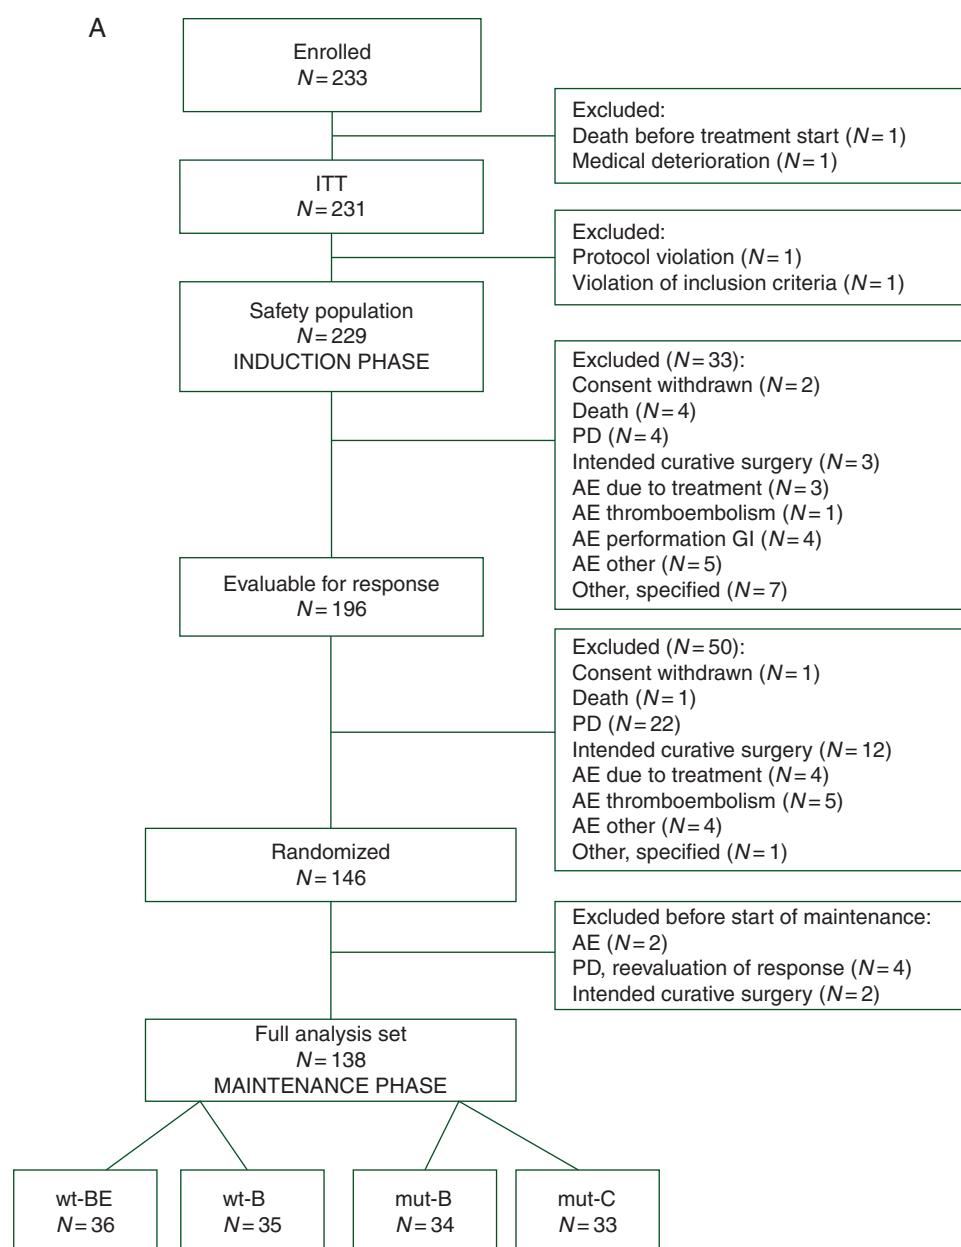 A
Enrolled
N=233
Excluded:
Death before treatment start (N=1)
Medical deterioration (N=1)
ITT
N=231
Excluded:
Protocol violation (N=1)
Violation of inclusion criteria (N=1)
Safety population
N=229
INDUCTION PHASE
Excluded (N=33):
Consent withdrawn (N=2)
Death (N=4)
PD (N=4)
Intended curative surgery (N=3)
AE due to treatment (N=3)
AE thromboembolism (N=1)
AE performation GI (N=4)
AE other (N=5)
Other, specified (N=7)
Evaluable for response
N=196
Excluded (N=50):
Consent withdrawn (N=1)
Death (N=1)
PD (N=22)
Intended curative surgery (N=12)
AE due to treatment (N=4)
AE thromboembolism (N=5)
AE other (N=4)
Other, specified (N=1)
Randomized
N=146
Excluded before start of maintenance:
AE (N=2)
PD, reevaluation of response (N=4)
Intended curative surgery (N=2)
Full analysis set
N=138
MAINTENANCE PHASE
wt-BE
N=36
wt-B
N=35
mut-B
N=34
mut-C
N=33